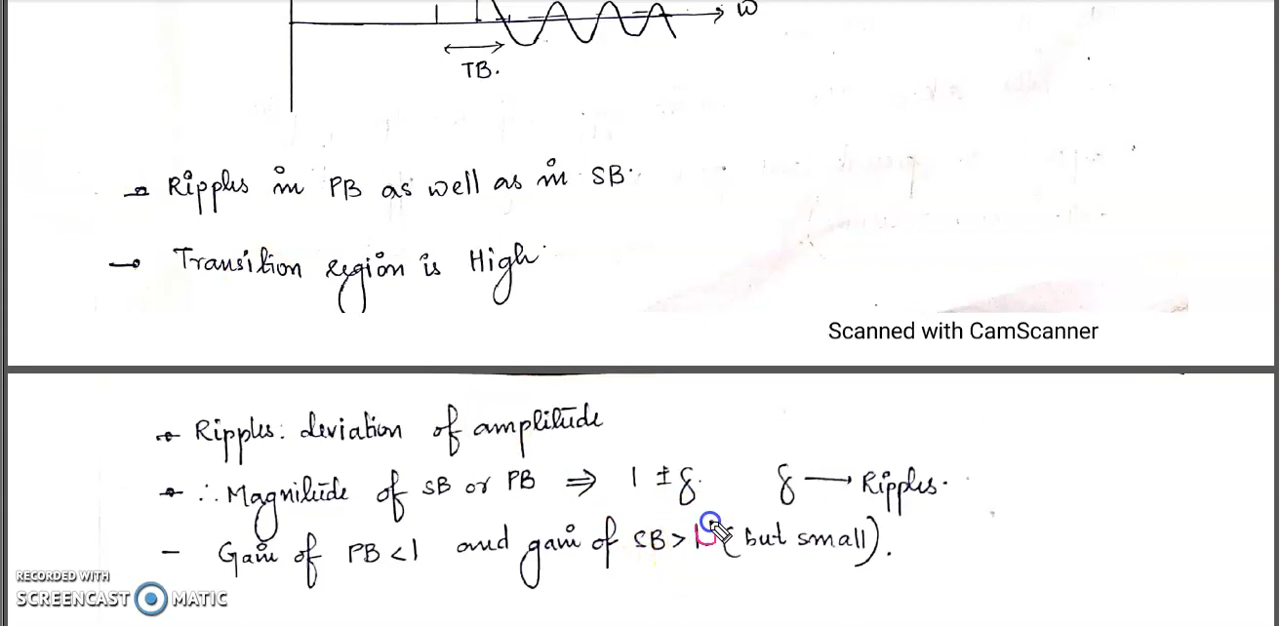 ω
TB.
→ Ripples in PB as well as in SB.
→ Transition region is High
Scanned with CamScanner
→ Ripples: deviation of amplitude
→ ∴ Magnitude of SB or PB ⇒ 1 ± δ. δ → Ripples.
- Gain of PB < 1 and gain of SB > (but small).
RECORDED WITH
SCREENCAST MATIC